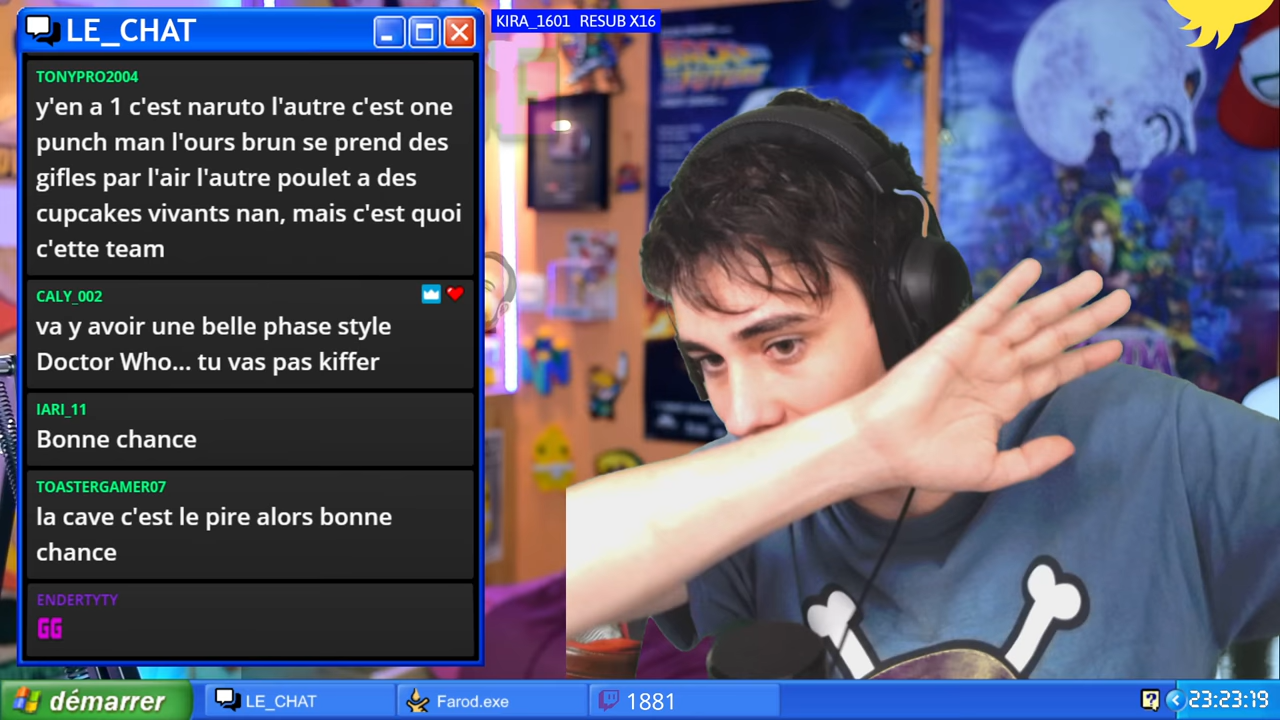 LE_CHAT
KIRA_1601 RESUB X16
TONYPRO2004
y'en a 1 c'est naruto l'autre c'est one
punch man l'ours brun se prend des
gifles par l'air l'autre poulet a des
cupcakes vivants nan, mais c'est quoi
c'ette team
CALY_002
va y avoir une belle phase style
Doctor Who... tu vas pas kiffer
IARI_11
Bonne chance
TOASTERGAMER07
la cave c'est le pire alors bonne
chance
ENDERTYTY
GG
BACK
FUTURE
démarrer
LE_CHAT
Farod.exe
1881
23:23:19